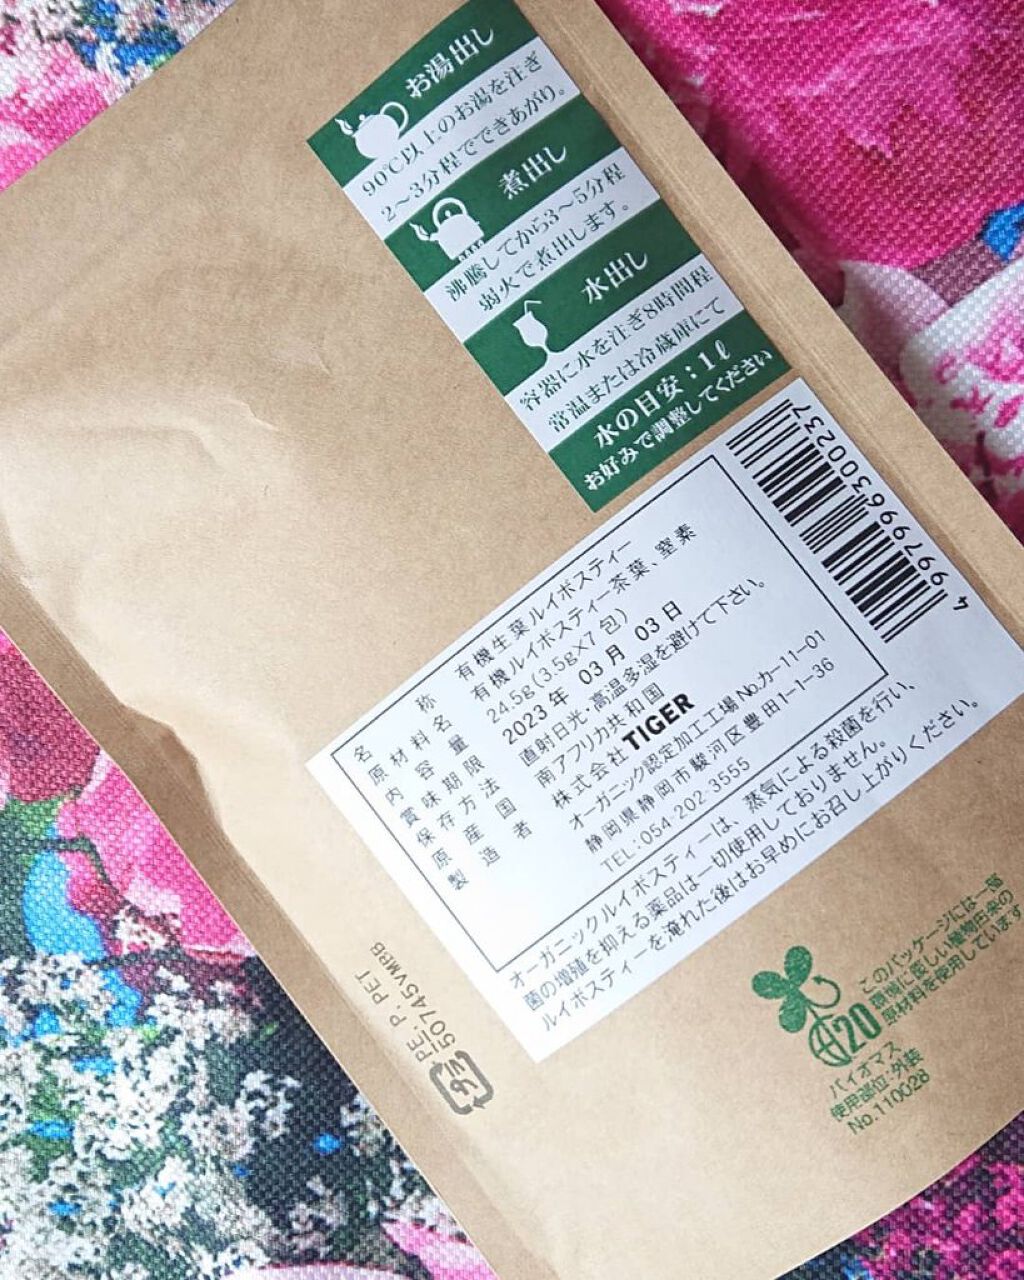 お湯出し
90℃以上のお湯を注ぎ
2〜3分程でできあがり。
煮出し
沸騰してから3〜5分程
弱火で煮出します。
水出し
容器に水を注ぎ8時間程
常温または冷蔵庫にて
水の目安：1ℓ
お好みで調整してください
4997996300237
名称 有機生葉ルイボスティー
原材料名 有機ルイボスティー茶葉、窒素
内容量 24.5g(3.5g×7包)
賞味期限 2023年 03月 03日
保存方法 直射日光、高温多湿を避けて下さい。
原産国 南アフリカ共和国
製造者 株式会社 TIGER
オーガニック認定加工工場 No.カー11-01
静岡県静岡市駿河区豊田1-1-36
TEL:054.202.3555
オーガニックルイボスティーは、蒸気による殺菌を行い、
菌の増殖を抑える薬品は一切使用しておりません。
ルイボスティーを淹れた後はお早めにお召し上がりください。
プラ
PE, P PET
50745VMBB
20
このパッケージには一部
環境に優しい植物由来の
原材料を使用しています
バイオマス
使用部位：外装
No.110028